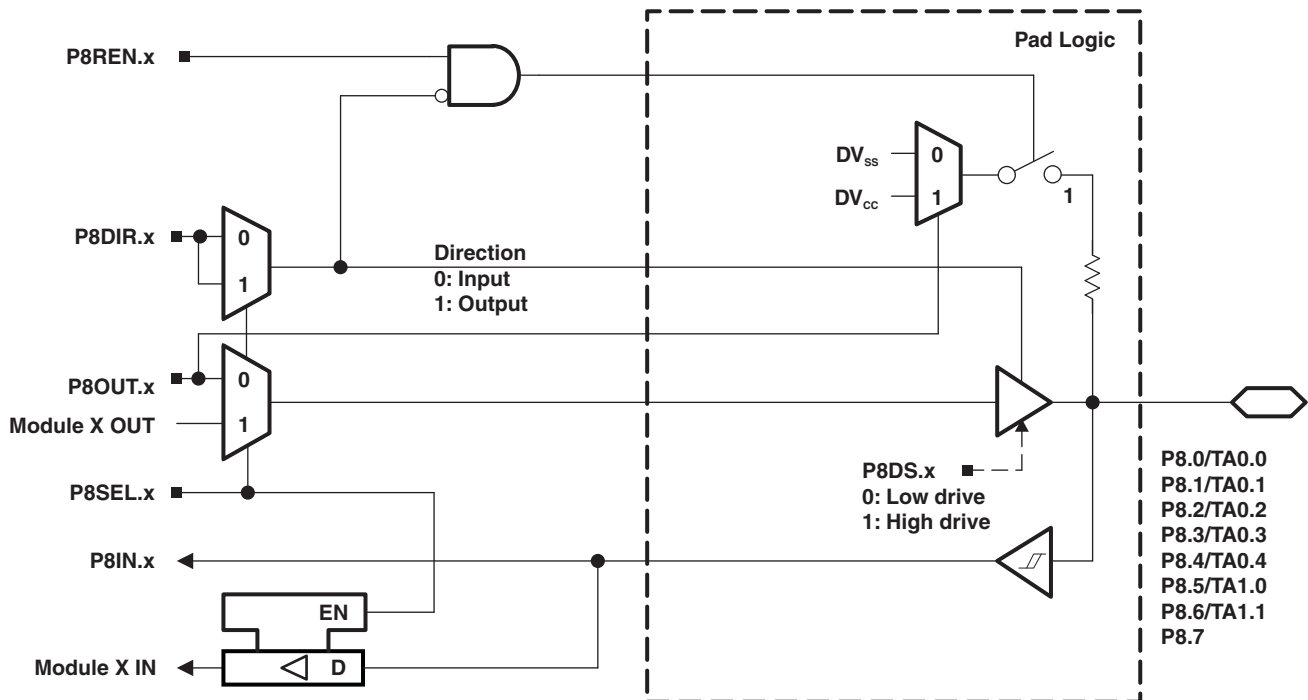 Pad Logic
P8REN.x
DVSS
0
DVCC
1
1
P8DIR.x
0
1
Direction
0: Input
1: Output
P8OUT.x
0
Module X OUT
1
P8SEL.x
P8DS.x
0: Low drive
1: High drive
P8.0/TA0.0
P8.1/TA0.1
P8.2/TA0.2
P8.3/TA0.3
P8.4/TA0.4
P8.5/TA1.0
P8.6/TA1.1
P8.7
P8IN.x
EN
Module X IN
D